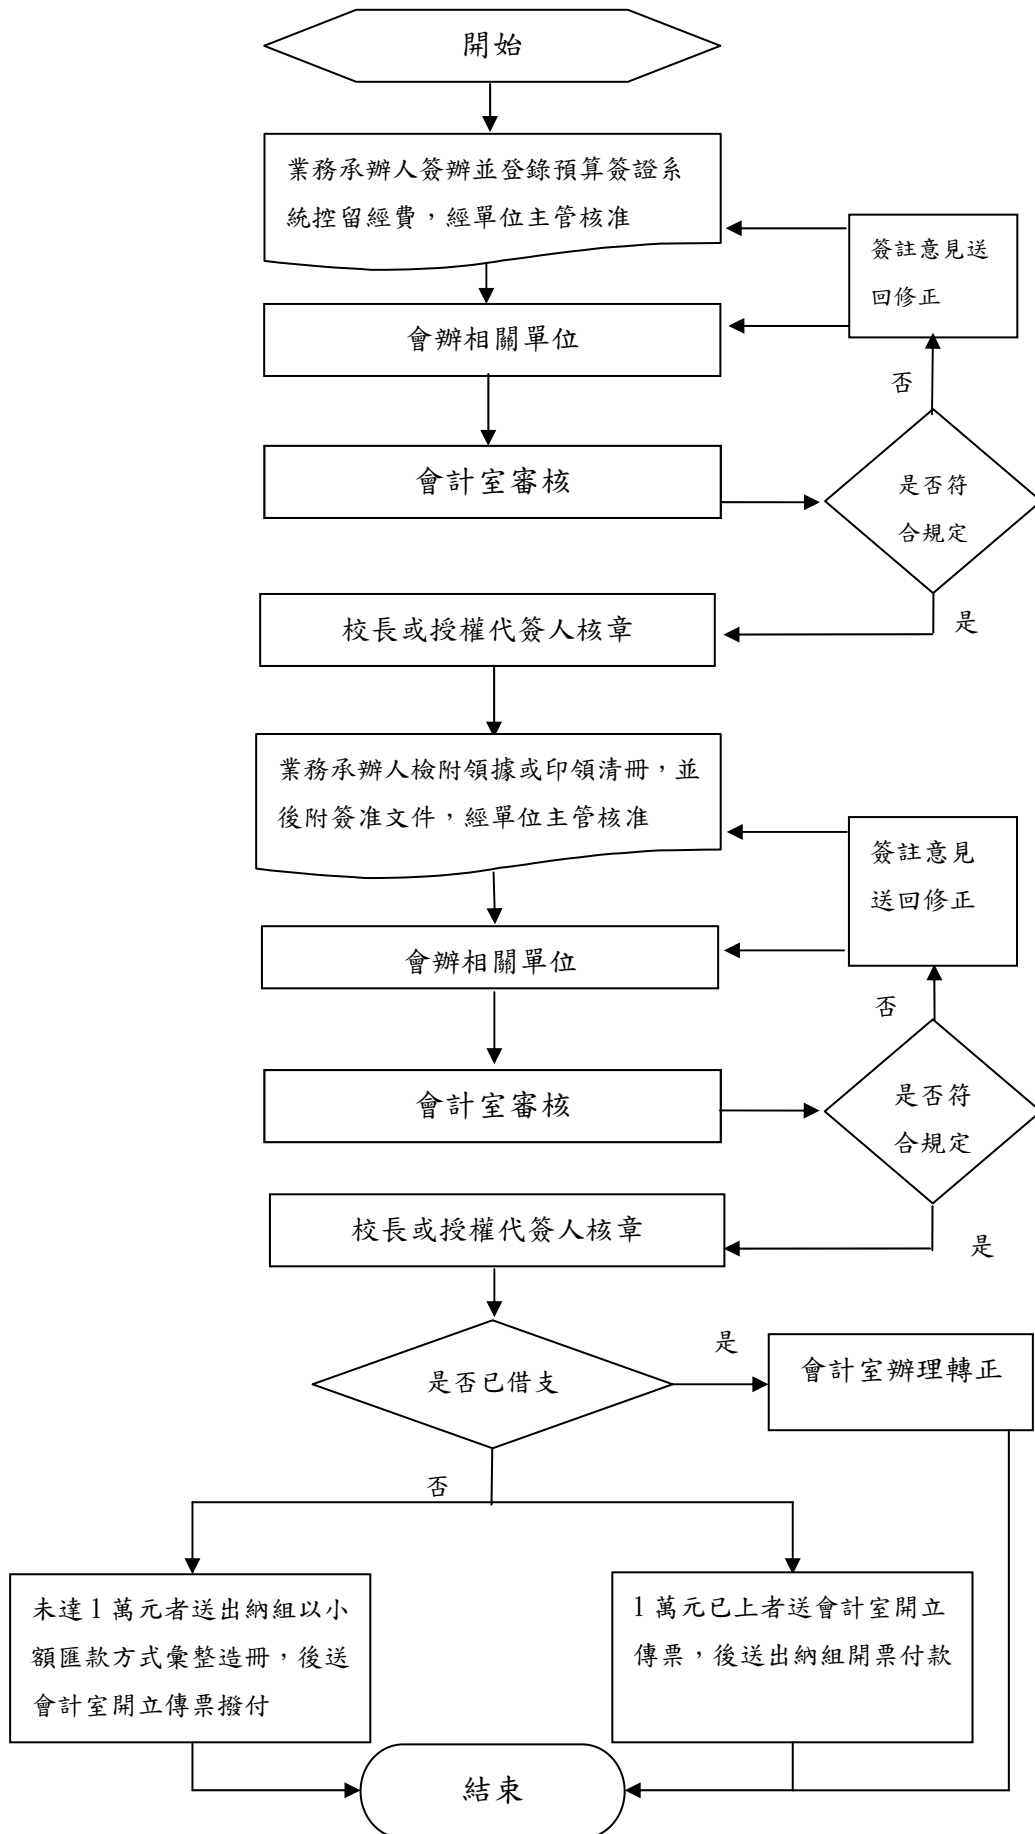 開始
業務承辦人簽辦並登錄預算簽證系
統控留經費，經單位主管核准
簽註意見送
回修正
會辦相關單位
否
會計室審核
是否符
合規定
校長或授權代簽人核章
是
業務承辦人檢附領據或印領清冊，並
後附簽准文件，經單位主管核准
簽註意見
送回修正
會辦相關單位
否
會計室審核
是否符
合規定
校長或授權代簽人核章
是
是否已借支
是
會計室辦理轉正
否
未達1萬元者送出納組以小
額匯款方式彙整造冊，後送
會計室開立傳票撥付
1萬元已上者送會計室開立
傳票，後送出納組開票付款
結束